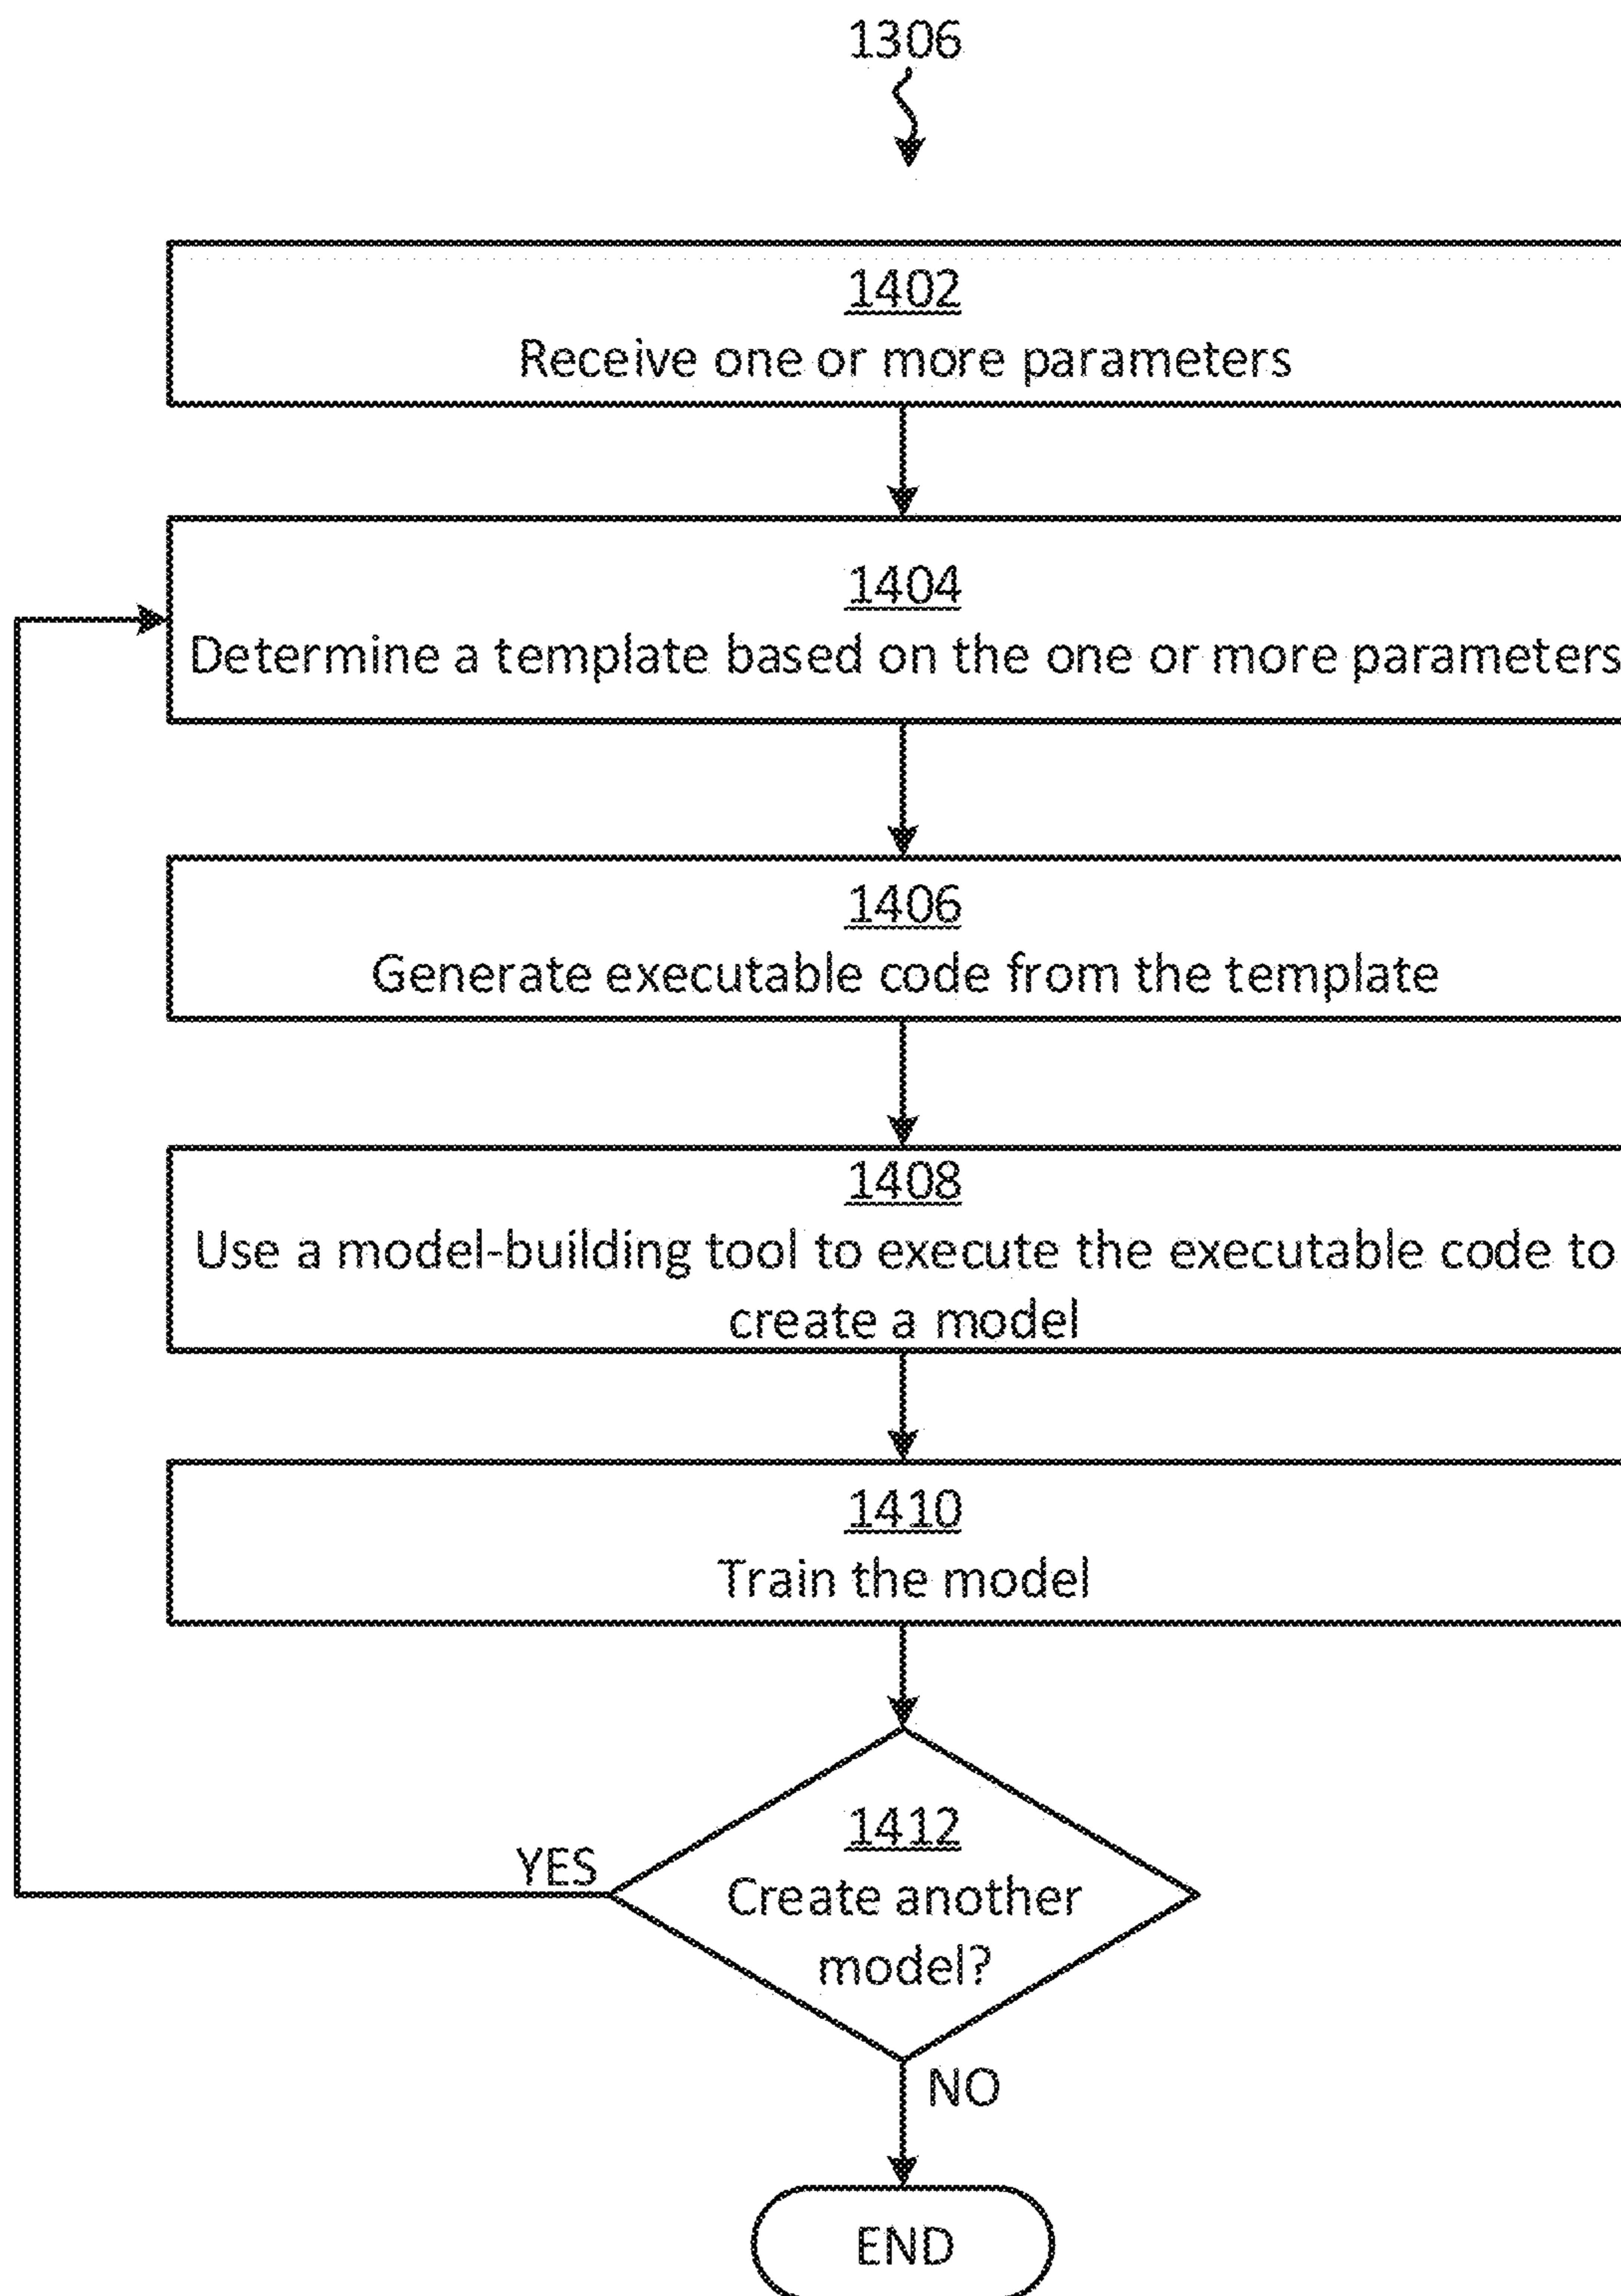 1306
1402
Receive one or more parameters
1404
Determine a template based on the one or more parameters
1406
Generate executable code from the template
1408
Use a model-building tool to execute the executable code to
create a model
1410
Train the model
1412
Create another
model?
YES
NO
END